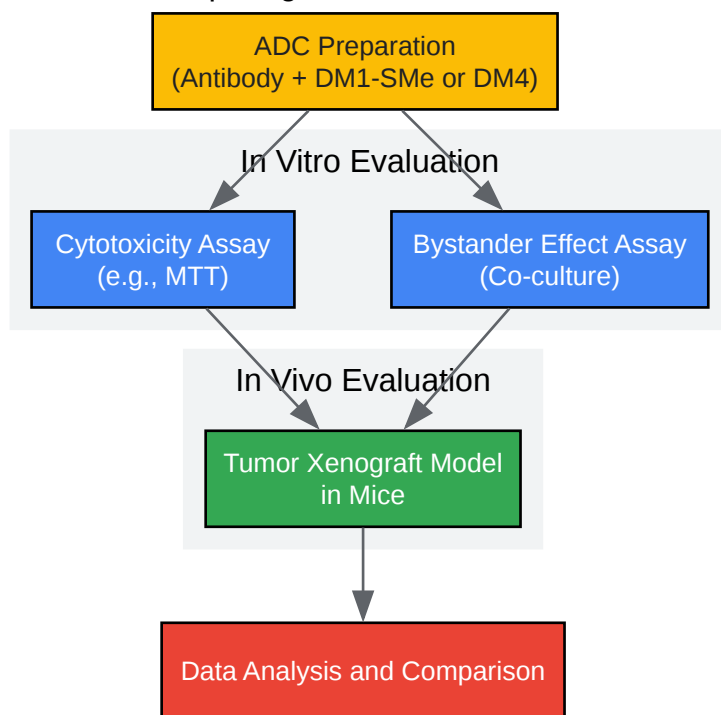 ADC Preparation
(Antibody + DM1-SMe or DM4)
In Vitro Evaluation
Cytotoxicity Assay
(e.g., MTT)
Bystander Effect Assay
(Co-culture)
In Vivo Evaluation
Tumor Xenograft Model
in Mice
Data Analysis and Comparison